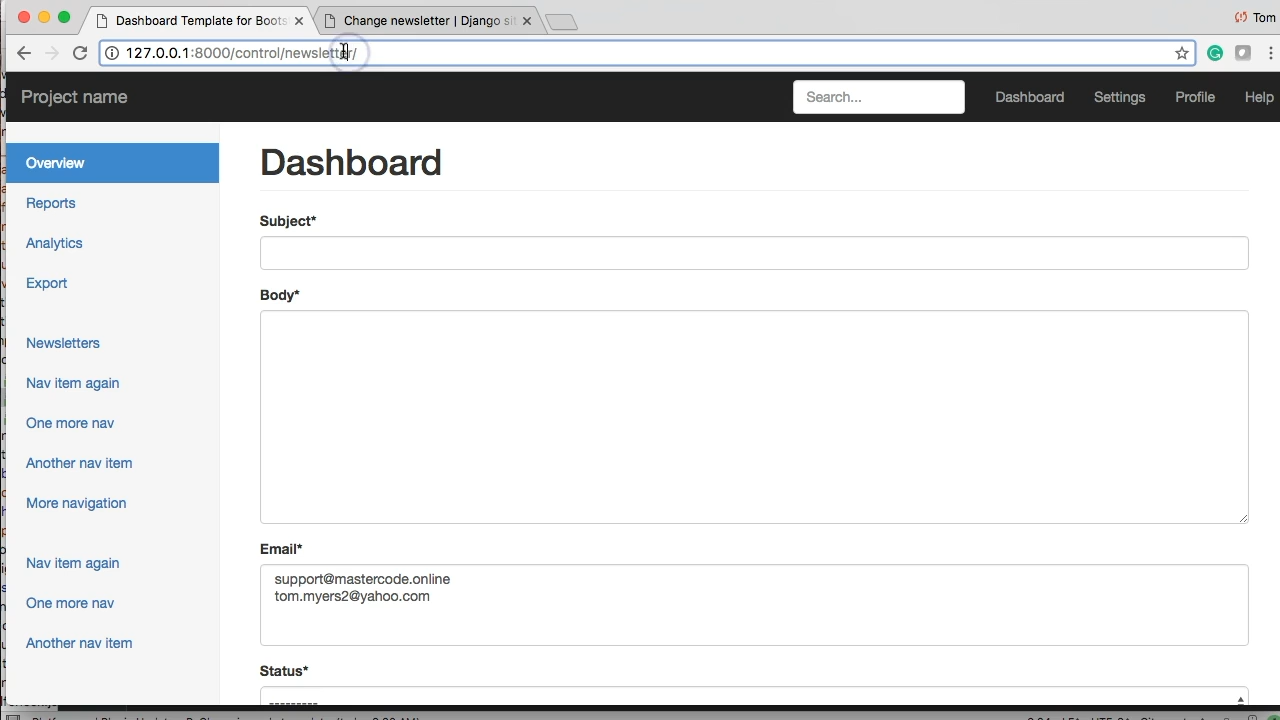 Dashboard Template for Boots
Change newsletter | Django sit
Tom
127.0.0.1:8000/control/newsletter/
Project name
Search...
Dashboard
Settings
Profile
Help
Overview
Reports
Analytics
Export
Newsletters
Nav item again
One more nav
Another nav item
More navigation
Nav item again
One more nav
Another nav item
Dashboard
Subject*
Body*
Email*
support@mastercode.online
tom.myers2@yahoo.com
Status*
---------